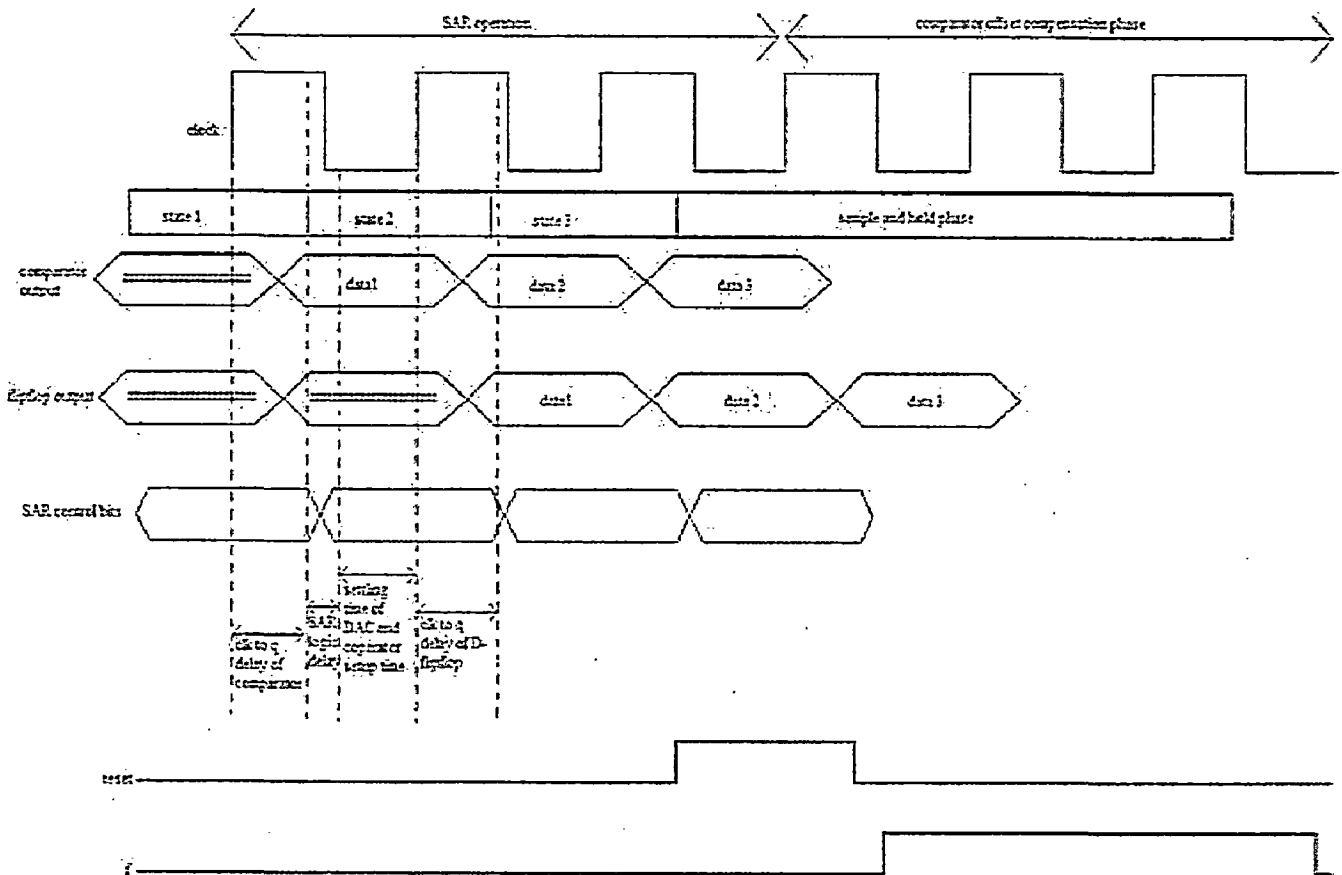 SAR operation
comparator offset compensation phase
clock
state 1
state 2
state 3
sample and hold phase
comparator
output
data1
data 2
data 3
flipflop output
data1
data 2
data 3
SAR control bits
clk to q
delay of
comparator
SAR
logic
delay
settling
time of
DAC and
setup time
clk to q
delay of D-
flipflop
reset